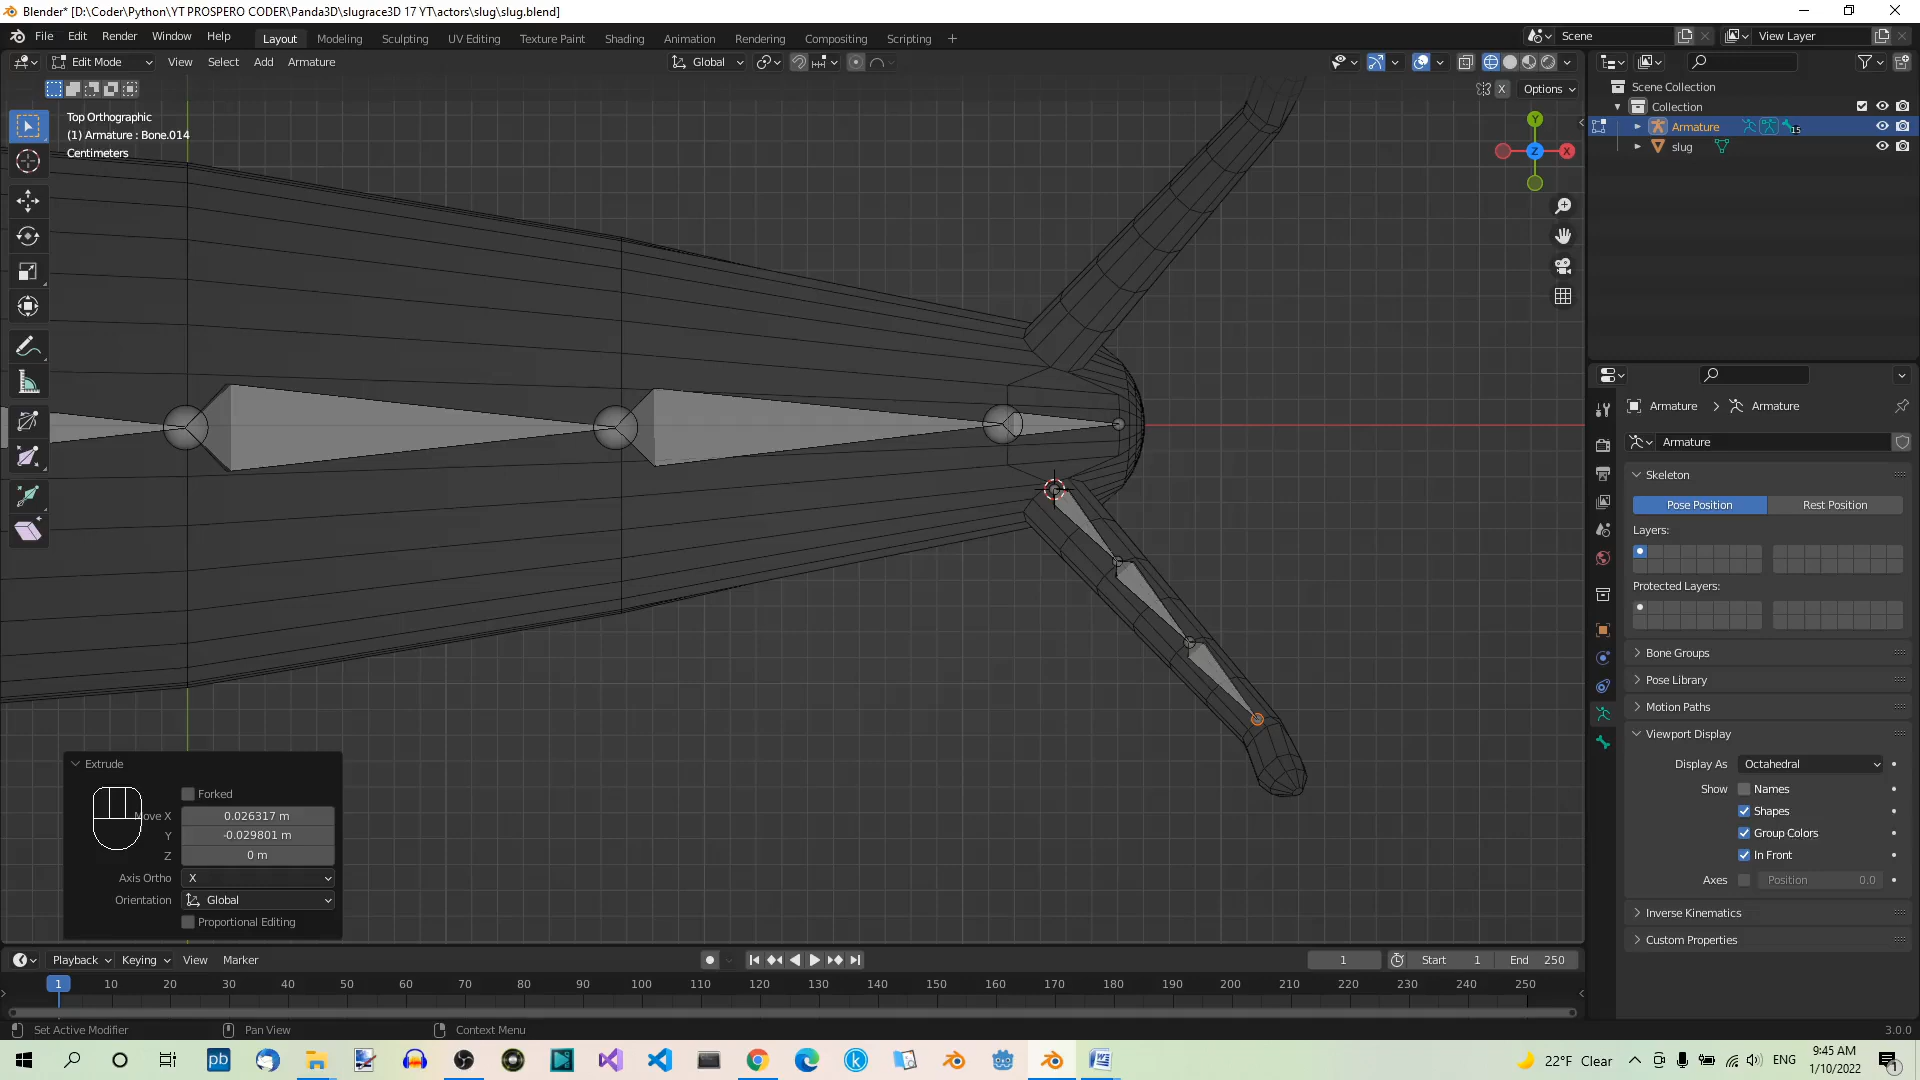 Blender* [D:\Coder\Python\YT PROSPERO CODER\Panda3D\slugrace3D 17 YT\actors\slug\slug.blend]
File Edit Render Window Help Layout Modeling Sculpting UV Editing Texture Paint Shading Animation Rendering Compositing Scripting + Scene View Layer
Edit Mode View Select Add Armature Global
X Options
Top Orthographic
(1) Armature : Bone.014
Centimeters
Y
Z
X
Scene Collection
Collection
Armature 15
slug
Armature > Armature
Armature
Skeleton
Pose Position Rest Position
Layers:
Protected Layers:
Bone Groups
Pose Library
Motion Paths
Viewport Display
Display As Octahedral
Show Names
Shapes
Group Colors
In Front
Axes Position 0.0
Inverse Kinematics
Custom Properties
Extrude
Forked
Move X 0.026317 m
Y -0.029801 m
Z 0 m
Axis Ortho X
Orientation Global
Proportional Editing
Playback Keying View Marker 1 Start 1 End 250
1 10 20 30 40 50 60 70 80 90 100 110 120 130 140 150 160 170 180 190 200 210 220 230 240 250
Set Active Modifier Pan View Context Menu 3.0.0
pb 22°F Clear ENG 9:45 AM
1/10/2022 1